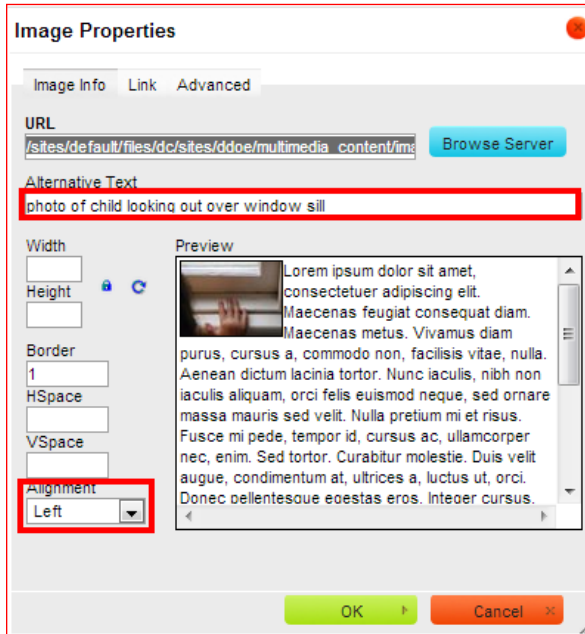 Image Properties
Image Info Link Advanced
URL
/sites/default/files/dc/sites/ddoe/multimedia_content/ima
Browse Server
Alternative Text
photo of child looking out over window sill
Width
Height
Preview
Lorem ipsum dolor sit amet,
consectetuer adipiscing elit.
Maecenas feugiat consequat diam.
Maecenas metus. Vivamus diam
purus, cursus a, commodo non, facilisis vitae, nulla.
Aenean dictum lacinia tortor. Nunc iaculis, nibh non
iaculis aliquam, orci felis euismod neque, sed ornare
massa mauris sed velit. Nulla pretium mi et risus.
Fusce mi pede, tempor id, cursus ac, ullamcorper
nec, enim. Sed tortor. Curabitur molestie. Duis velit
augue, condimentum at, ultrices a, luctus ut, orci.
Donec pellentesque egestas eros. Integer cursus,
Border
1
HSpace
VSpace
Alignment
Left
OK
Cancel